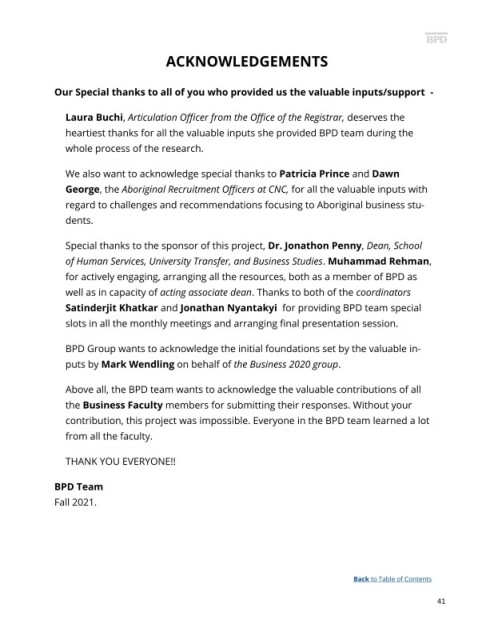 BPD
ACKNOWLEDGEMENTS
Our Special thanks to all of you who provided us the valuable inputs/support -
Laura Buchi, Articulation Officer from the Office of the Registrar, deserves the
heartiest thanks for all the valuable inputs she provided BPD team during the
whole process of the research.
We also want to acknowledge special thanks to Patricia Prince and Dawn
George, the Aboriginal Recruitment Officers at CNC, for all the valuable inputs with
regard to challenges and recommendations focusing to Aboriginal business stu-
dents.
Special thanks to the sponsor of this project, Dr. Jonathon Penny, Dean, School
of Human Services, University Transfer, and Business Studies. Muhammad Rehman,
for actively engaging, arranging all the resources, both as a member of BPD as
well as in capacity of acting associate dean. Thanks to both of the coordinators
Satinderjit Khatkar and Jonathan Nyantakyi for providing BPD team special
slots in all the monthly meetings and arranging final presentation session.
BPD Group wants to acknowledge the initial foundations set by the valuable in-
puts by Mark Wendling on behalf of the Business 2020 group.
Above all, the BPD team wants to acknowledge the valuable contributions of all
the Business Faculty members for submitting their responses. Without your
contribution, this project was impossible. Everyone in the BPD team learned a lot
from all the faculty.
THANK YOU EVERYONE!!
BPD Team
Fall 2021.
Back to Table of Contents
41